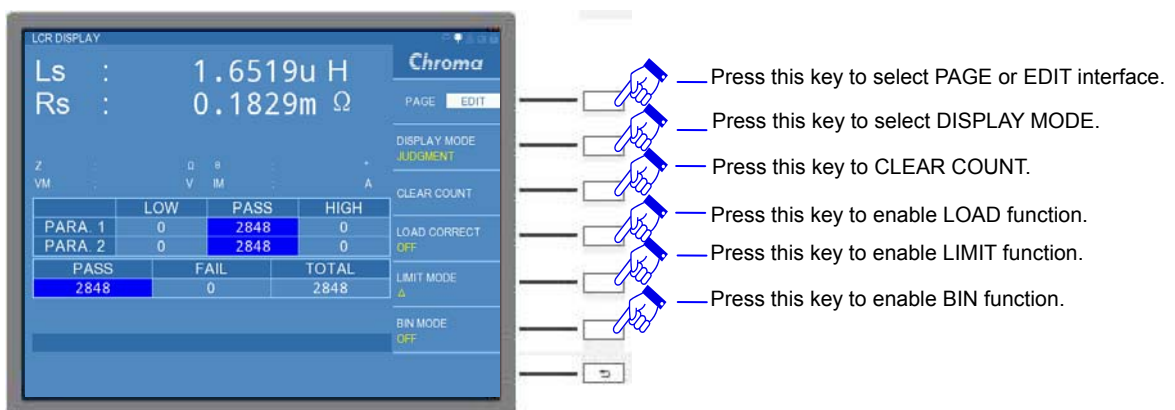 LCR DISPLAY
Chroma
Ls : 1.6519u H
Rs : 0.1829m Ω
PAGE EDIT
DISPLAY MODE
JUDGMENT
Z : Ω θ : °
VM : V IM : A
CLEAR COUNT
LOW PASS HIGH
PARA. 1 0 2848 0
PARA. 2 0 2848 0
LOAD CORRECT
OFF
PASS FAIL TOTAL
2848 0 2848
LIMIT MODE
Δ
BIN MODE
OFF
Press this key to select PAGE or EDIT interface.
Press this key to select DISPLAY MODE.
Press this key to CLEAR COUNT.
Press this key to enable LOAD function.
Press this key to enable LIMIT function.
Press this key to enable BIN function.